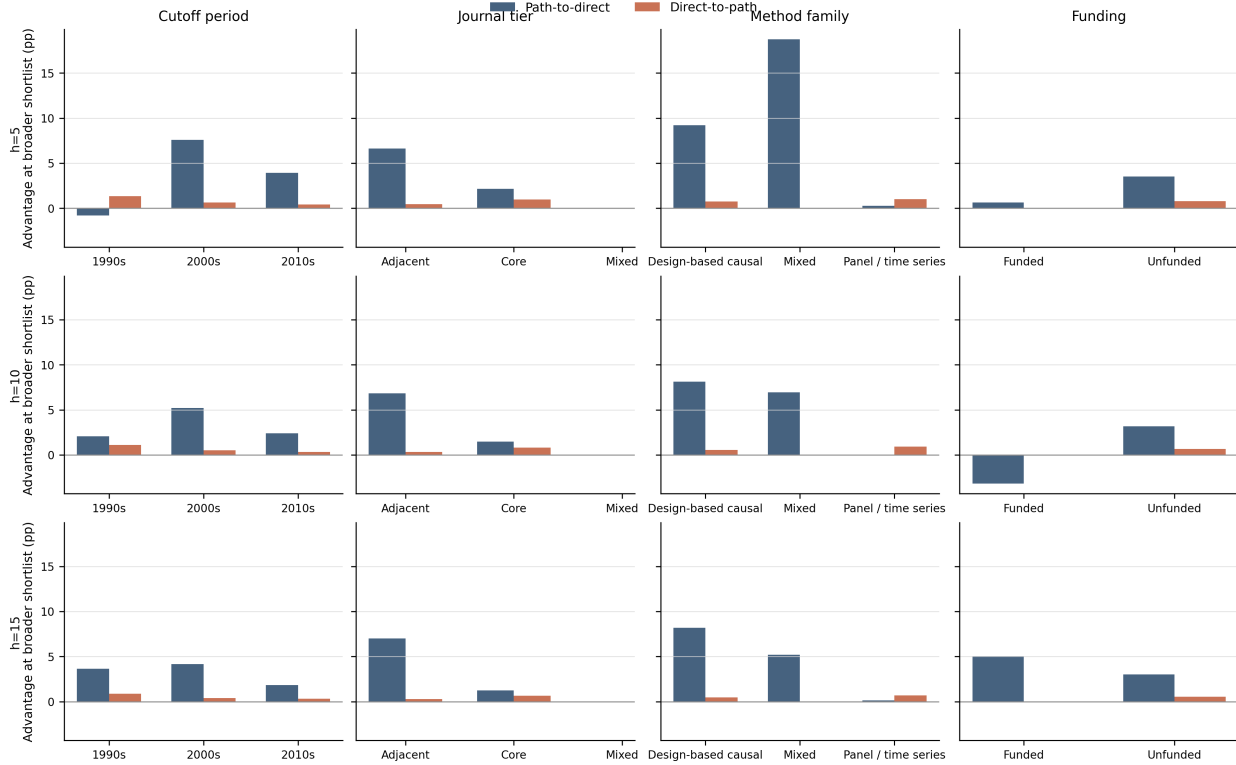 Path-to-direct Direct-to-path
Cutoff period Journal tier Method family Funding
h=5
Advantage at broader shortlist (pp)
15
10
5
0
1990s 2000s 2010s Adjacent Core Mixed Design-based causal Mixed Panel / time series Funded Unfunded
h=10
Advantage at broader shortlist (pp)
15
10
5
0
1990s 2000s 2010s Adjacent Core Mixed Design-based causal Mixed Panel / time series Funded Unfunded
h=15
Advantage at broader shortlist (pp)
15
10
5
0
1990s 2000s 2010s Adjacent Core Mixed Design-based causal Mixed Panel / time series Funded Unfunded